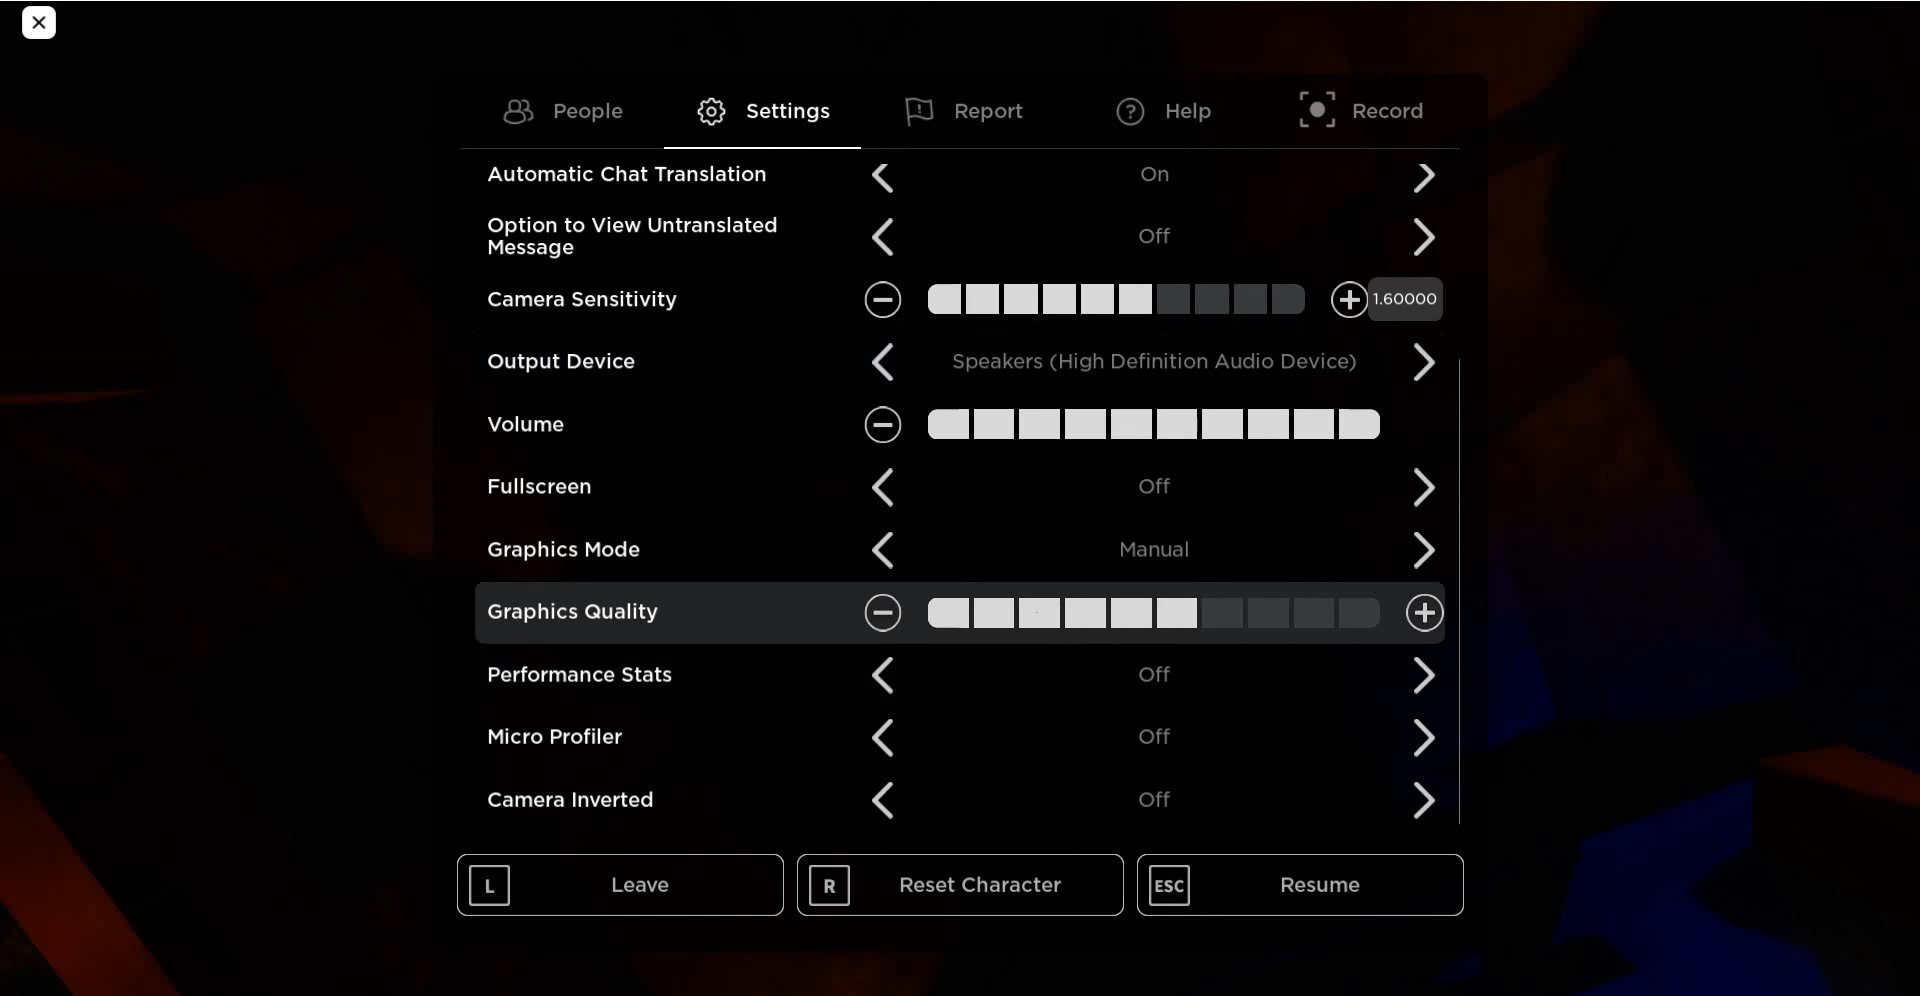 People
Settings
Report
Help
Record
Automatic Chat Translation
On
Option to View Untranslated
Message
Off
Camera Sensitivity
1.60000
Output Device
Speakers (High Definition Audio Device)
Volume
Fullscreen
Off
Graphics Mode
Manual
Graphics Quality
Performance Stats
Off
Micro Profiler
Off
Camera Inverted
Off
L
Leave
R
Reset Character
ESC
Resume